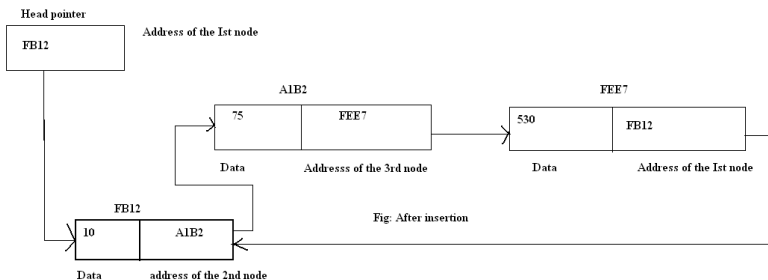 Head pointer
FB12
Address of the Ist node
A1B2
75 FEE7
Data Addresss of the 3rd node
FEE7
530 FB12
Data Address of the Ist node
FB12
10 A1B2
Data address of the 2nd node
Fig: After insertion